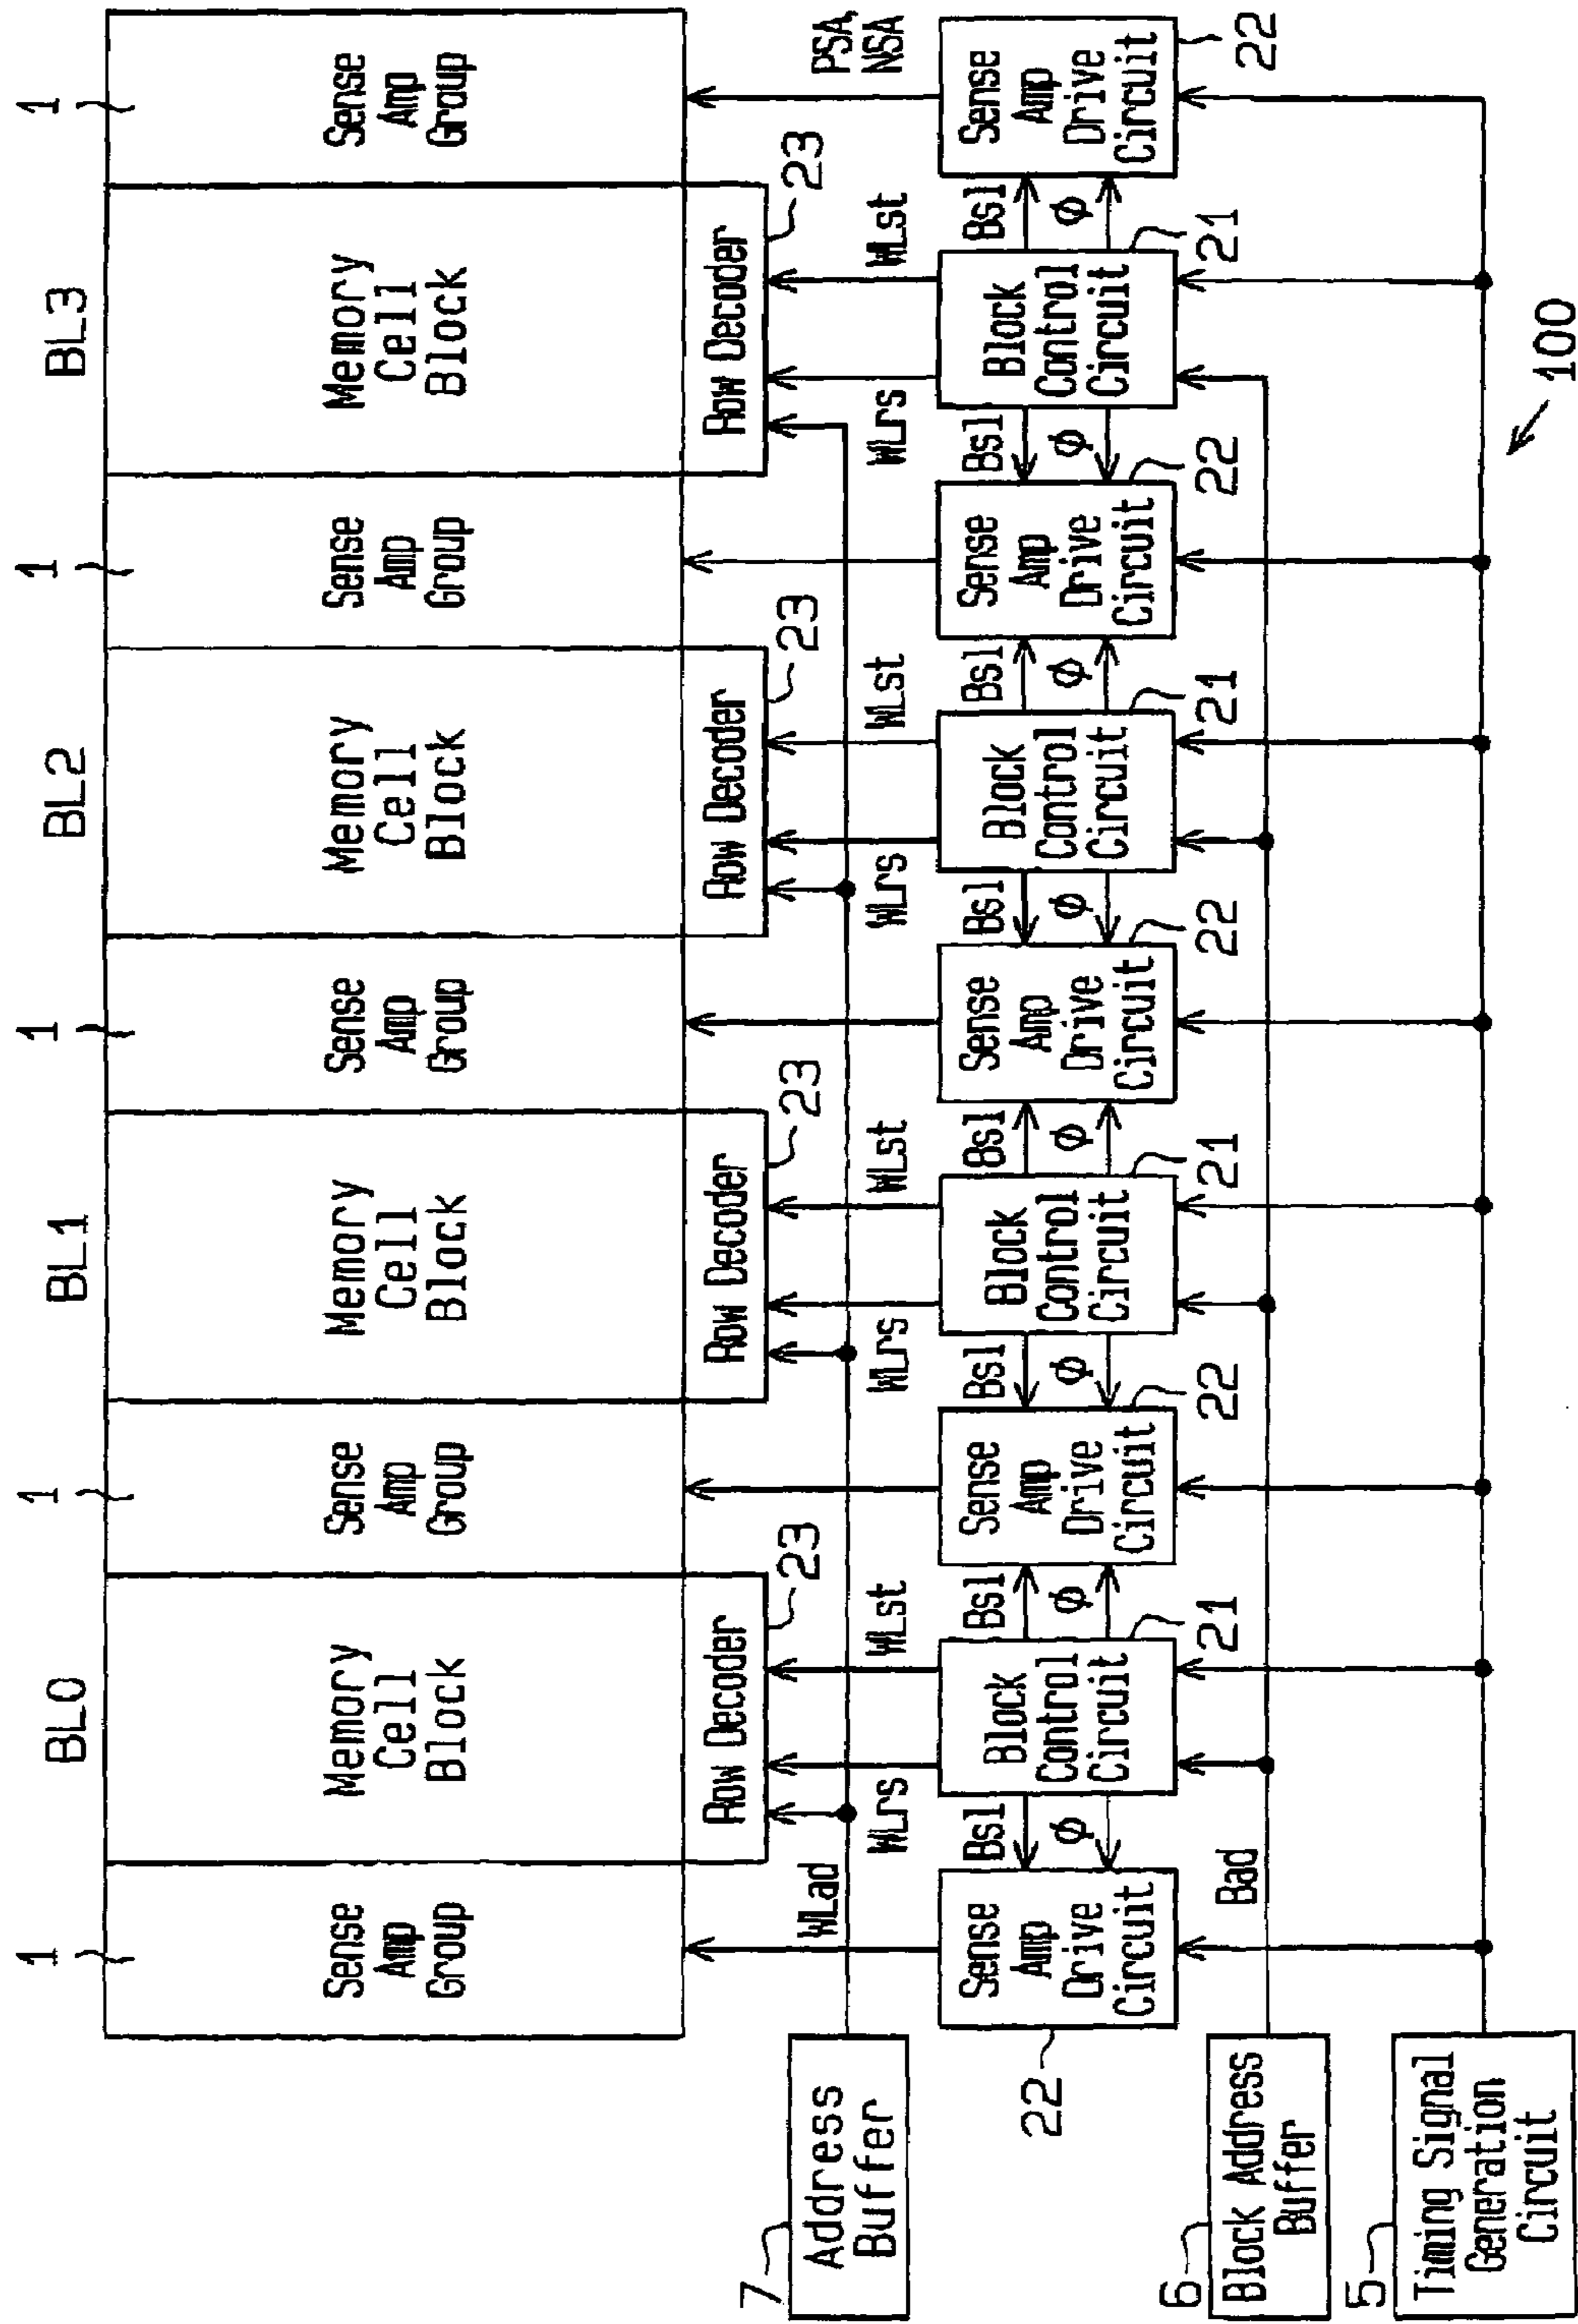 BL0
BL1
BL2
BL3
1
1
1
1
1
Sense
Amp
Group
Memory
Cell
Block
Sense
Amp
Group
Memory
Cell
Block
Sense
Amp
Group
Memory
Cell
Block
Sense
Amp
Group
Memory
Cell
Block
Sense
Amp
Group
Row Decoder
23
Row Decoder
23
Row Decoder
23
Row Decoder
23
7
Address
Buffer
WLad
WLrs
WLst
WLrs
WLst
WLrs
WLst
WLrs
WLst
PSA,
NSA
22
Sense
Amp
Drive
Circuit
Bsl
Φ
Block
Control
Circuit
21
Bsl
Φ
Sense
Amp
Drive
Circuit
22
Bsl
Φ
Block
Control
Circuit
21
Bsl
Φ
Sense
Amp
Drive
Circuit
22
Bsl
Φ
Block
Control
Circuit
21
Bsl
Φ
Sense
Amp
Drive
Circuit
22
Bsl
Φ
Block
Control
Circuit
21
Bsl
Φ
Sense
Amp
Drive
Circuit
22
6
Block Address
Buffer
Bad
5
Timing Signal
Generation
Circuit
100